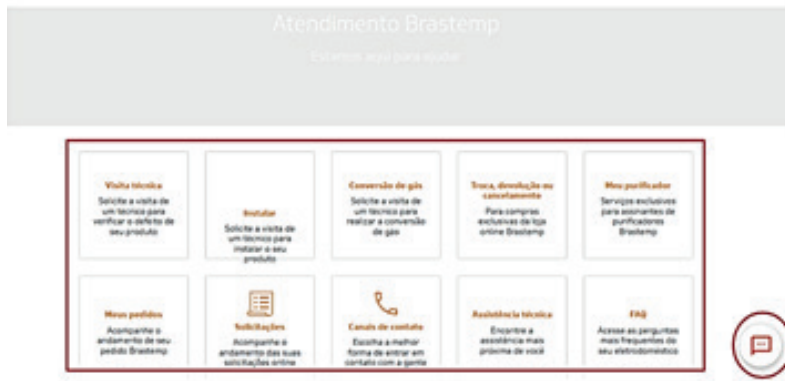 Atendimento Brastemp
Estamos aqui para ajudar
Visita técnica
Solicite a visita de
um técnico para
verificar o defeito de
seu produto
Instalar
Solicite a visita de
um técnico para
instalar o seu
produto
Conversão de gás
Solicite a visita de
um técnico para
realizar a conversão
de gás
Troca, devolução ou
cancelamento
Para compras
exclusivas da loja
online Brastemp
Meu purificador
Serviços exclusivos
para assinantes de
purificadores
Brastemp
Meus pedidos
Acompanhe o
andamento de seu
pedido Brastemp
Solicitações
Acompanhe o
andamento das suas
solicitações online
Canais de contato
Escolha a melhor
forma de entrar em
contato com a gente
Assistência técnica
Encontre a
assistência mais
próxima de você
FAQ
Acesse as perguntas
mais frequentes do
seu eletrodoméstico